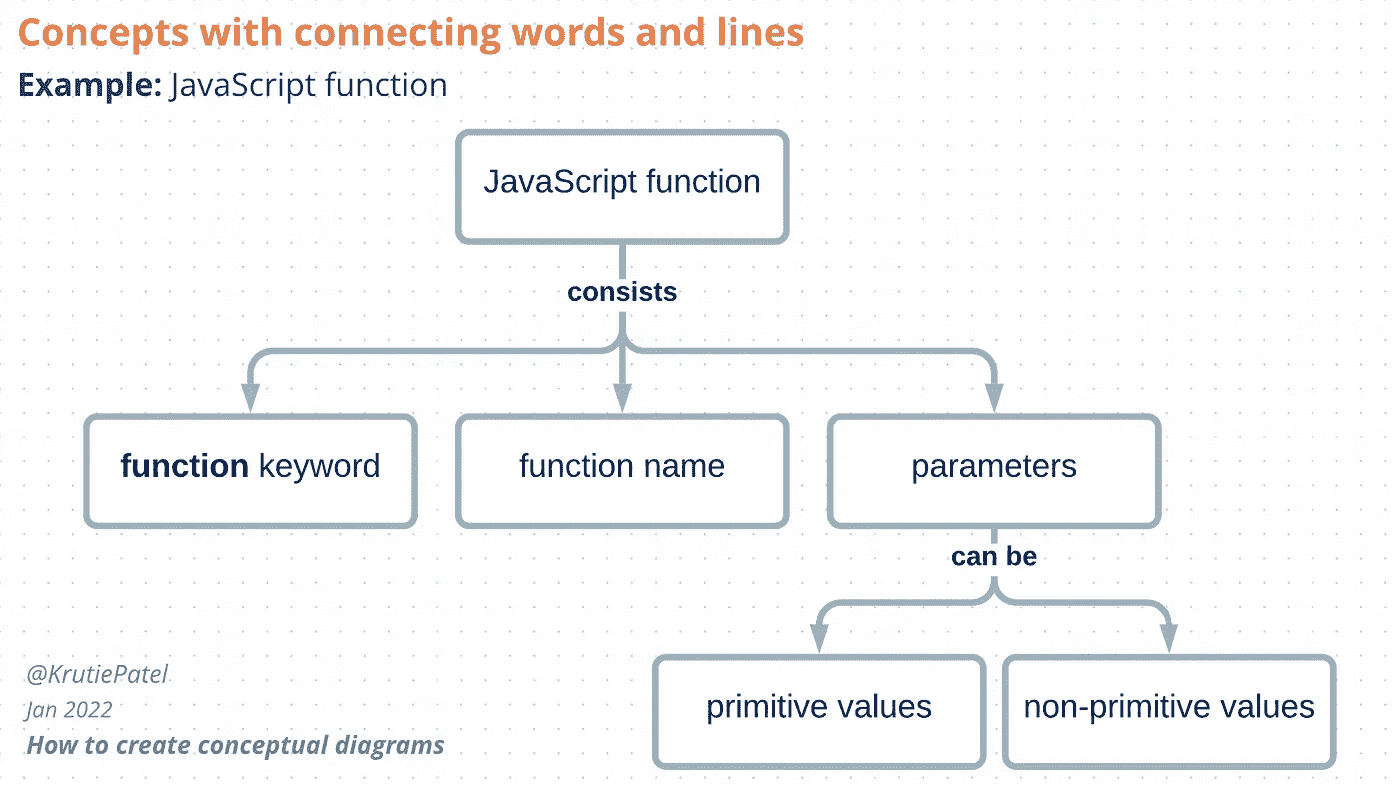 Concepts with connecting words and lines
Example: JavaScript function
JavaScript function
consists
function keyword
function name
parameters
can be
primitive values
non-primitive values
@KrutiePatel
Jan 2022
How to create conceptual diagrams